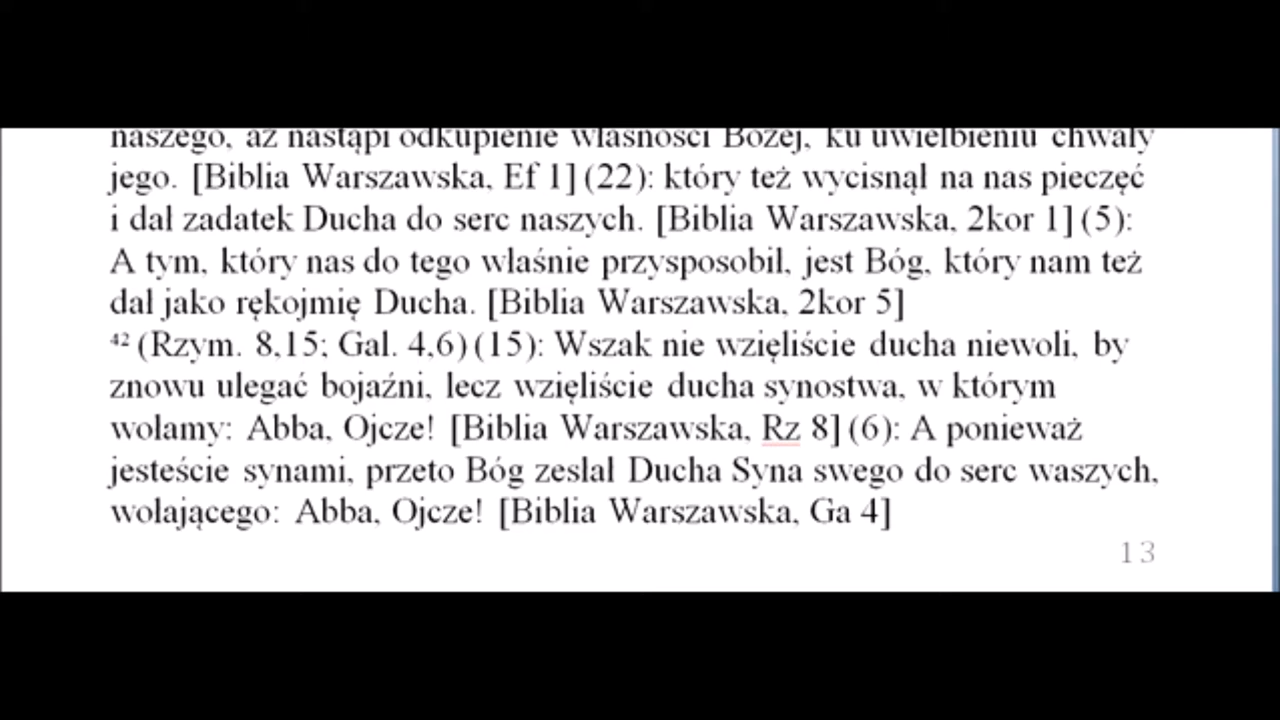 naszego, aż nastąpi odkupienie własności Bożej, ku uwielbieniu chwały
jego. [Biblia Warszawska, Ef 1] (22): który też wycisnął na nas pieczęć
i dał zadatek Ducha do serc naszych. [Biblia Warszawska, 2kor 1] (5):
A tym, który nas do tego właśnie przysposobił, jest Bóg, który nam też
dał jako rękojmię Ducha. [Biblia Warszawska, 2kor 5]
⁴² (Rzym. 8,15; Gal. 4,6) (15): Wszak nie wzięliście ducha niewoli, by
znowu ulegać bojaźni, lecz wzięliście ducha synostwa, w którym
wołamy: Abba, Ojcze! [Biblia Warszawska, Rz 8] (6): A ponieważ
jesteście synami, przeto Bóg zesłał Ducha Syna swego do serc waszych,
wołającego: Abba, Ojcze! [Biblia Warszawska, Ga 4]
13